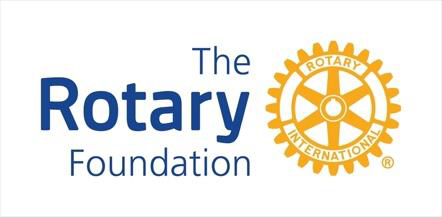 The
Rotary
Foundation
ROTARY
INTERNATIONAL
®